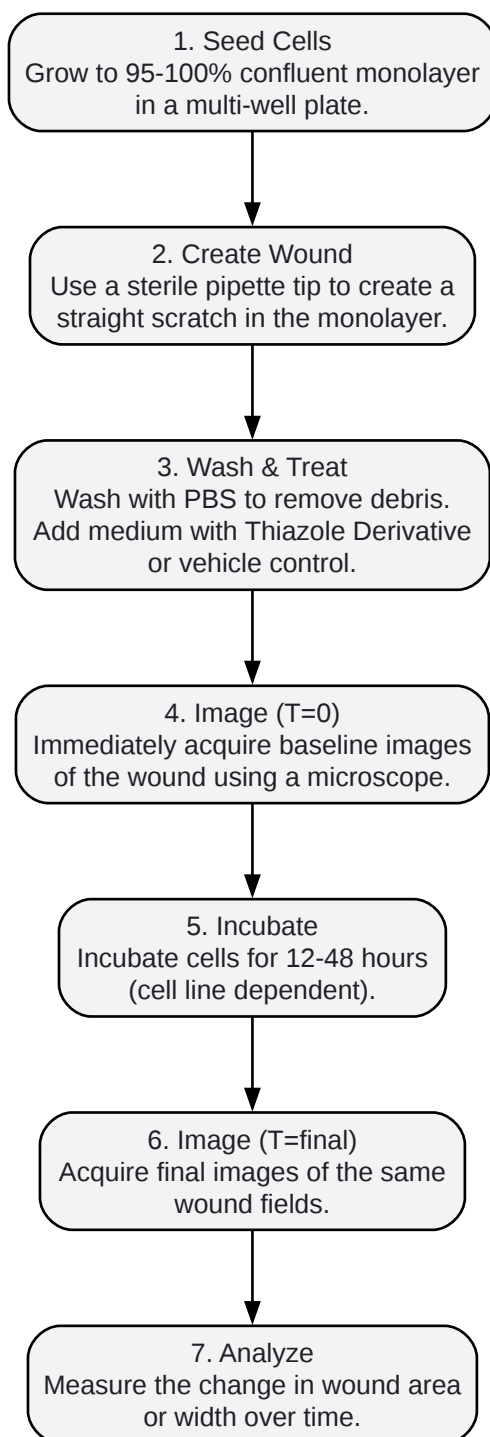 1. Seed Cells
Grow to 95-100% confluent monolayer
in a multi-well plate.
2. Create Wound
Use a sterile pipette tip to create a
straight scratch in the monolayer.
3. Wash & Treat
Wash with PBS to remove debris.
Add medium with Thiazole Derivative
or vehicle control.
4. Image (T=0)
Immediately acquire baseline images
of the wound using a microscope.
5. Incubate
Incubate cells for 12-48 hours
(cell line dependent).
6. Image (T=final)
Acquire final images of the same
wound fields.
7. Analyze
Measure the change in wound area
or width over time.